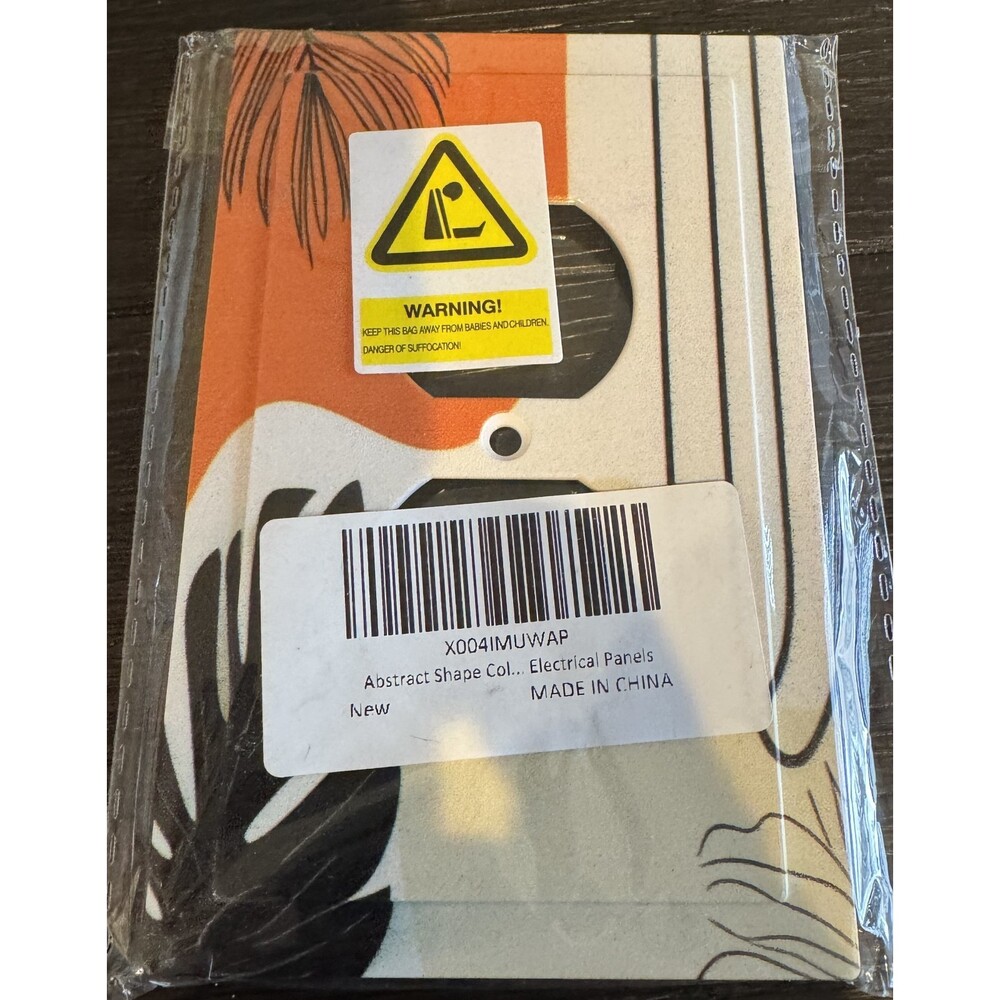 WARNING!
KEEP THIS BAG AWAY FROM BABIES AND CHILDREN.
DANGER OF SUFFOCATION!
X004IMUWAP
Abstract Shape Col... Electrical Panels
New MADE IN CHINA